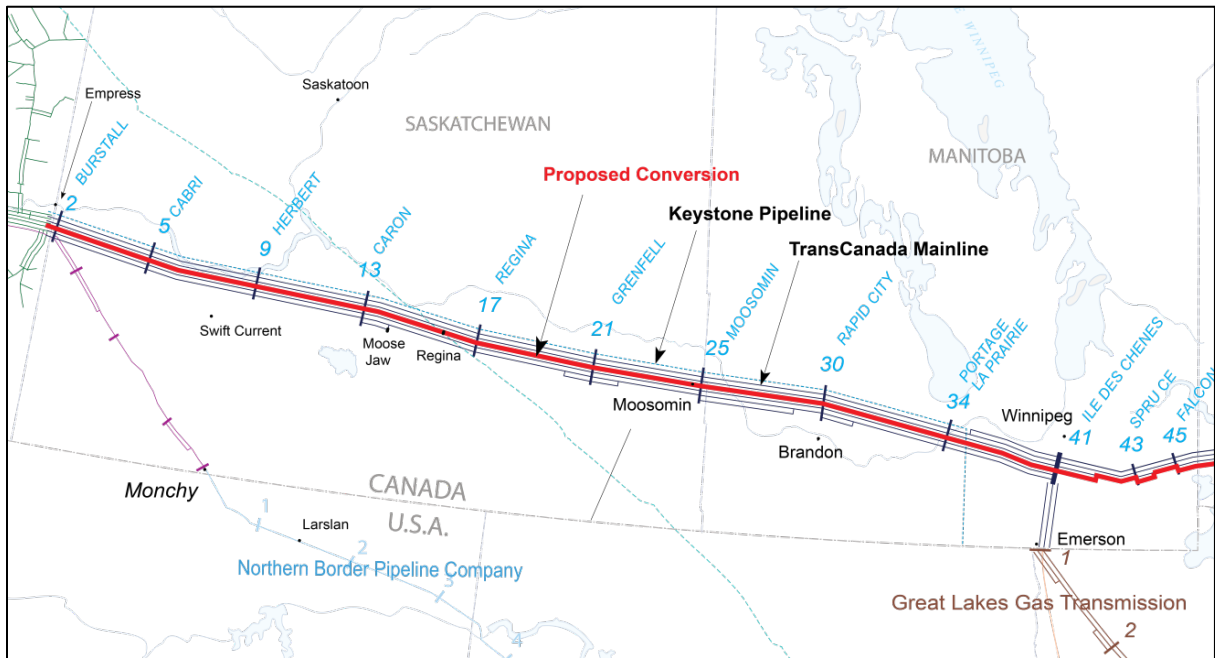 Saskatoon
Empress
SASKATCHEWAN
MANITOBA
WINNIPEG
BURSTALL
2
CABRI
5
HERBERT
9
CARON
13
REGINA
17
GRENFELL
21
MOOSOMIN
25
RAPID CITY
30
PORTAGE
LA PRAIRIE
34
ILE DES CHENES
41
SPRUCE
43
FALCON
45
Proposed Conversion
Keystone Pipeline
TransCanada Mainline
Swift Current
Moose
Jaw
Regina
Moosomin
Brandon
Winnipeg
Monchy
CANADA
U.S.A.
1
Larslan
2
Northern Border Pipeline Company
3
4
Emerson
1
Great Lakes Gas Transmission
2